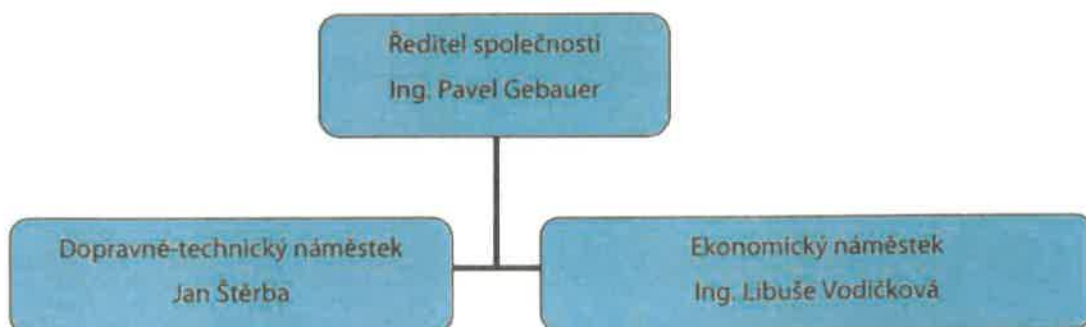 Ředitel společnosti
Ing. Pavel Gebauer
Dopravně-technický náměstek
Jan Štěrba
Ekonomický náměstek
Ing. Libuše Vodičková